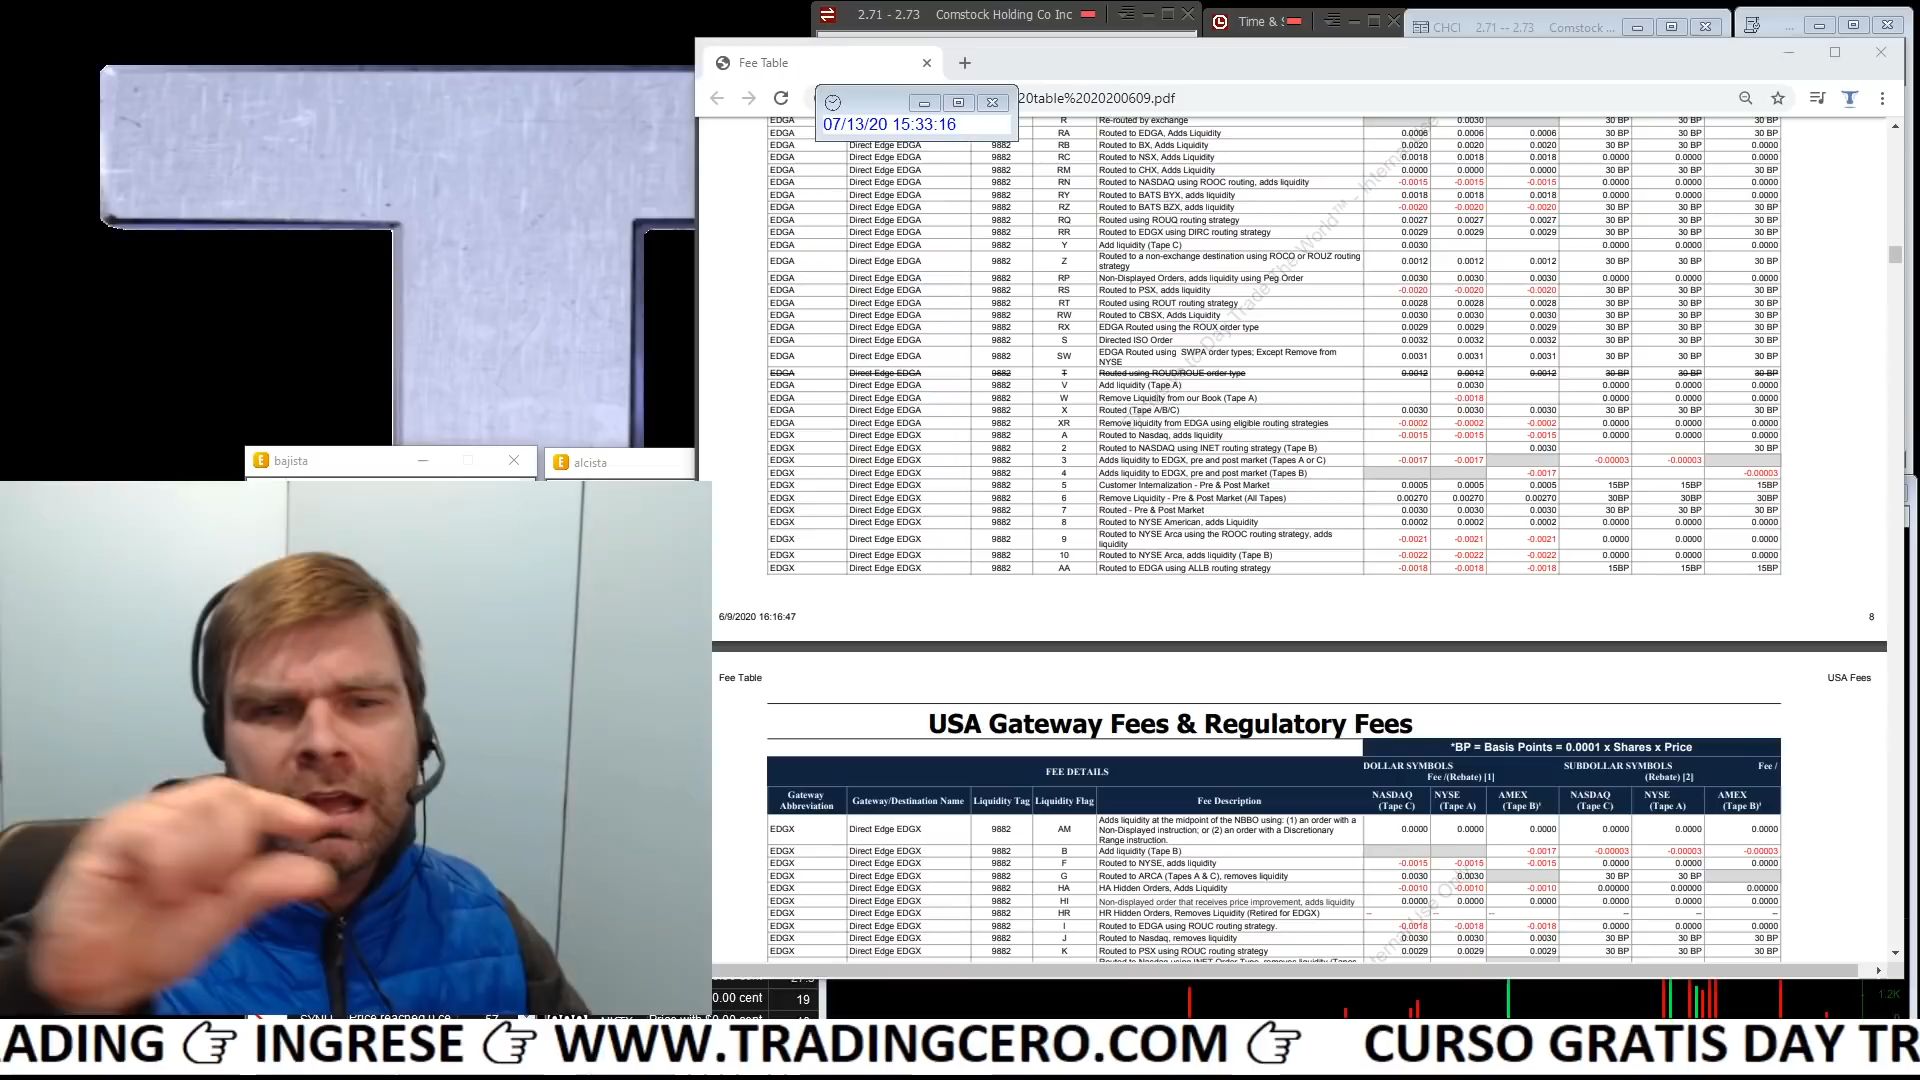 2.71 - 2.73 Comstock Holding Co Inc
Time & S
CHCI 2.71 -- 2.73 Comstock ...
...
Fee Table
20table%2020200609.pdf
07/13/20 15:33:16
EDGA R Re-routed by exchange 0.0030 30 BP 30 BP 30 BP
EDGA Direct Edge EDGA 9882 RA Routed to EDGA, Adds Liquidity 0.0006 0.0006 0.0006 30 BP 30 BP 30 BP
EDGA Direct Edge EDGA 9882 RB Routed to BX, Adds Liquidity 0.0020 0.0020 0.0020 30 BP 30 BP 0.0000
EDGA Direct Edge EDGA 9882 RC Routed to NSX, Adds Liquidity 0.0018 0.0018 0.0018 0.0000 0.0000 0.0000
EDGA Direct Edge EDGA 9882 RM Routed to CHX, Adds Liquidity 0.0000 0.0000 0.0000 0.0000 30 BP 30 BP
EDGA Direct Edge EDGA 9882 RN Routed to NASDAQ using ROOC routing, adds liquidity -0.0015 -0.0015 -0.0015 0.0000 0.0000 0.0000
EDGA Direct Edge EDGA 9882 RY Routed to BATS BYX, adds liquidity 0.0018 0.0018 0.0018 0.0000 0.0000 0.0000
EDGA Direct Edge EDGA 9882 RZ Routed to BATS BZX, adds liquidity -0.0020 -0.0020 -0.0020 30 BP 30 BP 30 BP
EDGA Direct Edge EDGA 9882 RQ Routed using ROUQ routing strategy 0.0027 0.0027 0.0027 30 BP 30 BP 30 BP
EDGA Direct Edge EDGA 9882 RR Routed to EDGX using DIRC routing strategy 0.0029 0.0029 0.0029 30 BP 30 BP 30 BP
EDGA Direct Edge EDGA 9882 Y Add liquidity (Tape C) 0.0030 0.0000 0.0000 0.0000
EDGA Direct Edge EDGA 9882 Z Routed to a non-exchange destination using ROCO or ROUZ routing strategy 0.0012 0.0012 0.0012 30 BP 30 BP 30 BP
EDGA Direct Edge EDGA 9882 RP Non-Displayed Orders, adds liquidity using Peg Order 0.0030 0.0030 0.0030 0.0000 0.0000 0.0000
EDGA Direct Edge EDGA 9882 RS Routed to PSX, adds liquidity -0.0020 -0.0020 -0.0020 30 BP 30 BP 30 BP
EDGA Direct Edge EDGA 9882 RT Routed using ROUT routing strategy 0.0028 0.0028 0.0028 30 BP 30 BP 30 BP
EDGA Direct Edge EDGA 9882 RW Routed to CBSX, Adds Liquidity 0.0030 0.0030 0.0030 0.0000 0.0000 0.0000
EDGA Direct Edge EDGA 9882 RX EDGA Routed using the ROUX order type 0.0029 0.0029 0.0029 30 BP 30 BP 30 BP
EDGA Direct Edge EDGA 9882 S Directed ISO Order 0.0032 0.0032 0.0032 30 BP 30 BP 30 BP
EDGA Direct Edge EDGA 9882 SW EDGA Routed using SWPA order types; Except Remove from NYSE 0.0031 0.0031 0.0031 30 BP 30 BP 30 BP
EDGA Direct Edge EDGA 9882 T Routed using ROUD/ROUE order type 0.0012 0.0012 0.0012 30 BP 30 BP 30 BP
EDGA Direct Edge EDGA 9882 V Add liquidity (Tape A) 0.0030 0.0000 0.0000 0.0000
EDGA Direct Edge EDGA 9882 W Remove Liquidity from our Book (Tape A) -0.0018 0.0000 0.0000 0.0000
EDGA Direct Edge EDGA 9882 X Routed (Tape A/B/C) 0.0030 0.0030 0.0030 30 BP 30 BP 30 BP
EDGA Direct Edge EDGA 9882 XR Remove liquidity from EDGA using eligible routing strategies -0.0002 -0.0002 -0.0002 0.0000 0.0000 0.0000
EDGX Direct Edge EDGX 9882 A Routed to Nasdaq, adds liquidity -0.0015 -0.0015 -0.0015 0.0000 0.0000 0.0000
EDGX Direct Edge EDGX 9882 2 Routed to NASDAQ using INET routing strategy (Tape B) 0.0030 30 BP
EDGX Direct Edge EDGX 9882 3 Adds liquidity to EDGX, pre and post market (Tapes A or C) -0.0017 -0.0017 -0.00003 -0.00003
EDGX Direct Edge EDGX 9882 4 Adds liquidity to EDGX, pre and post market (Tapes B) -0.0017 -0.00003
EDGX Direct Edge EDGX 9882 5 Customer Internalization - Pre & Post Market 0.0005 0.0005 0.0005 15BP 15BP 15BP
EDGX Direct Edge EDGX 9882 6 Remove Liquidity - Pre & Post Market (All Tapes) 0.00270 0.00270 0.00270 30BP 30BP 30BP
EDGX Direct Edge EDGX 9882 7 Routed - Pre & Post Market 0.0030 0.0030 0.0030 30 BP 30 BP 30 BP
EDGX Direct Edge EDGX 9882 8 Routed to NYSE American, adds Liquidity 0.0002 0.0002 0.0002 0.0000 0.0000 0.0000
EDGX Direct Edge EDGX 9882 9 Routed to NYSE Arca using the ROOC routing strategy, adds liquidity -0.0021 -0.0021 -0.0021 0.0000 0.0000 0.0000
EDGX Direct Edge EDGX 9882 10 Routed to NYSE Arca, adds liquidity (Tape B) -0.0022 -0.0022 -0.0022 0.0000 0.0000 0.0000
EDGX Direct Edge EDGX 9882 AA Routed to EDGA using ALLB routing strategy -0.0018 -0.0018 -0.0018 15BP 15BP 15BP
6/9/2020 16:16:47 8
Fee Table USA Fees
USA Gateway Fees & Regulatory Fees
*BP = Basis Points = 0.0001 x Shares x Price
FEE DETAILS DOLLAR SYMBOLS Fee /(Rebate) [1] SUBDOLLAR SYMBOLS Fee / (Rebate) [2]
Gateway Abbreviation Gateway/Destination Name Liquidity Tag Liquidity Flag Fee Description NASDAQ (Tape C) NYSE (Tape A) AMEX (Tape B)¹ NASDAQ (Tape C) NYSE (Tape A) AMEX (Tape B)¹
EDGX Direct Edge EDGX 9882 AM Adds liquidity at the midpoint of the NBBO using: (1) an order with a Non-Displayed instruction; or (2) an order with a Discretionary Range instruction. 0.0000 0.0000 0.0000 0.0000 0.0000 0.0000
EDGX Direct Edge EDGX 9882 B Add liquidity (Tape B) -0.0017 -0.00003 -0.00003 -0.00003
EDGX Direct Edge EDGX 9882 F Routed to NYSE, adds liquidity -0.0015 -0.0015 -0.0015 0.0000 0.0000 0.0000
EDGX Direct Edge EDGX 9882 G Routed to ARCA (Tapes A & C), removes liquidity 0.0030 0.0030 30 BP 30 BP
EDGX Direct Edge EDGX 9882 HA HA Hidden Orders, Adds Liquidity -0.0010 -0.0010 -0.0010 0.00000 0.0000 0.00000
EDGX Direct Edge EDGX 9882 HI Non-displayed order that receives price improvement, adds liquidity 0.0000 0.0000 0.0000 0.0000 0.0000 0.0000
EDGX Direct Edge EDGX 9882 HR HR Hidden Orders, Removes Liquidity (Retired for EDGX) -- -- -- -- -- --
EDGX Direct Edge EDGX 9882 I Routed to EDGA using ROUC routing strategy. -0.0018 -0.0018 -0.0018 0.0000 0.0000 0.0000
EDGX Direct Edge EDGX 9882 J Routed to Nasdaq, removes liquidity 0.0030 0.0030 0.0030 30 BP 30 BP 30 BP
EDGX Direct Edge EDGX 9882 K Routed to PSX using ROUC routing strategy 0.0029 0.0029 0.0029 30 BP 30 BP 30 BP
bajista
alcista
0.00 cent 19
1.2K
ADING INGRESE WWW.TRADINGCERO.COM CURSO GRATIS DAY TR